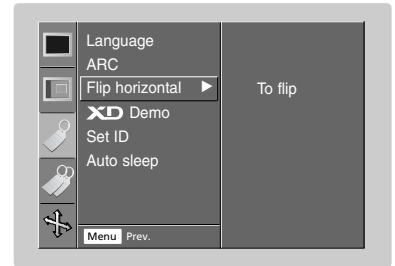 Language
ARC
Flip horizontal ▶ To flip
XD Demo
Set ID
Auto sleep
Menu Prev.